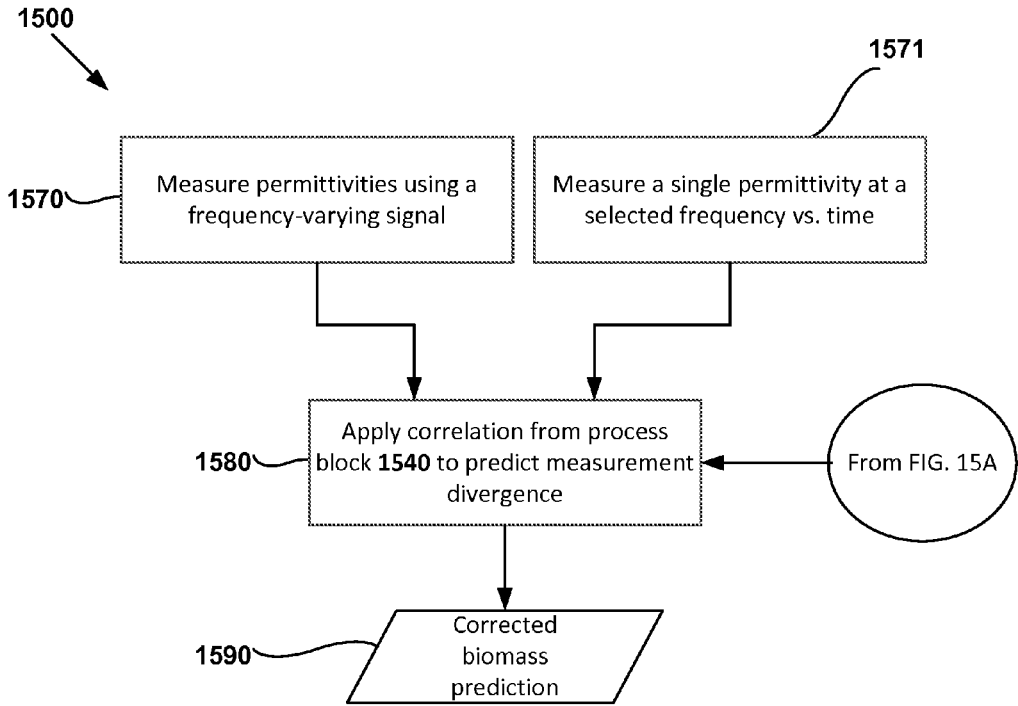 1500
1571
1570
Measure permittivities using a
frequency-varying signal
Measure a single permittivity at a
selected frequency vs. time
1580
Apply correlation from process
block 1540 to predict measurement
divergence
From FIG. 15A
1590
Corrected
biomass
prediction